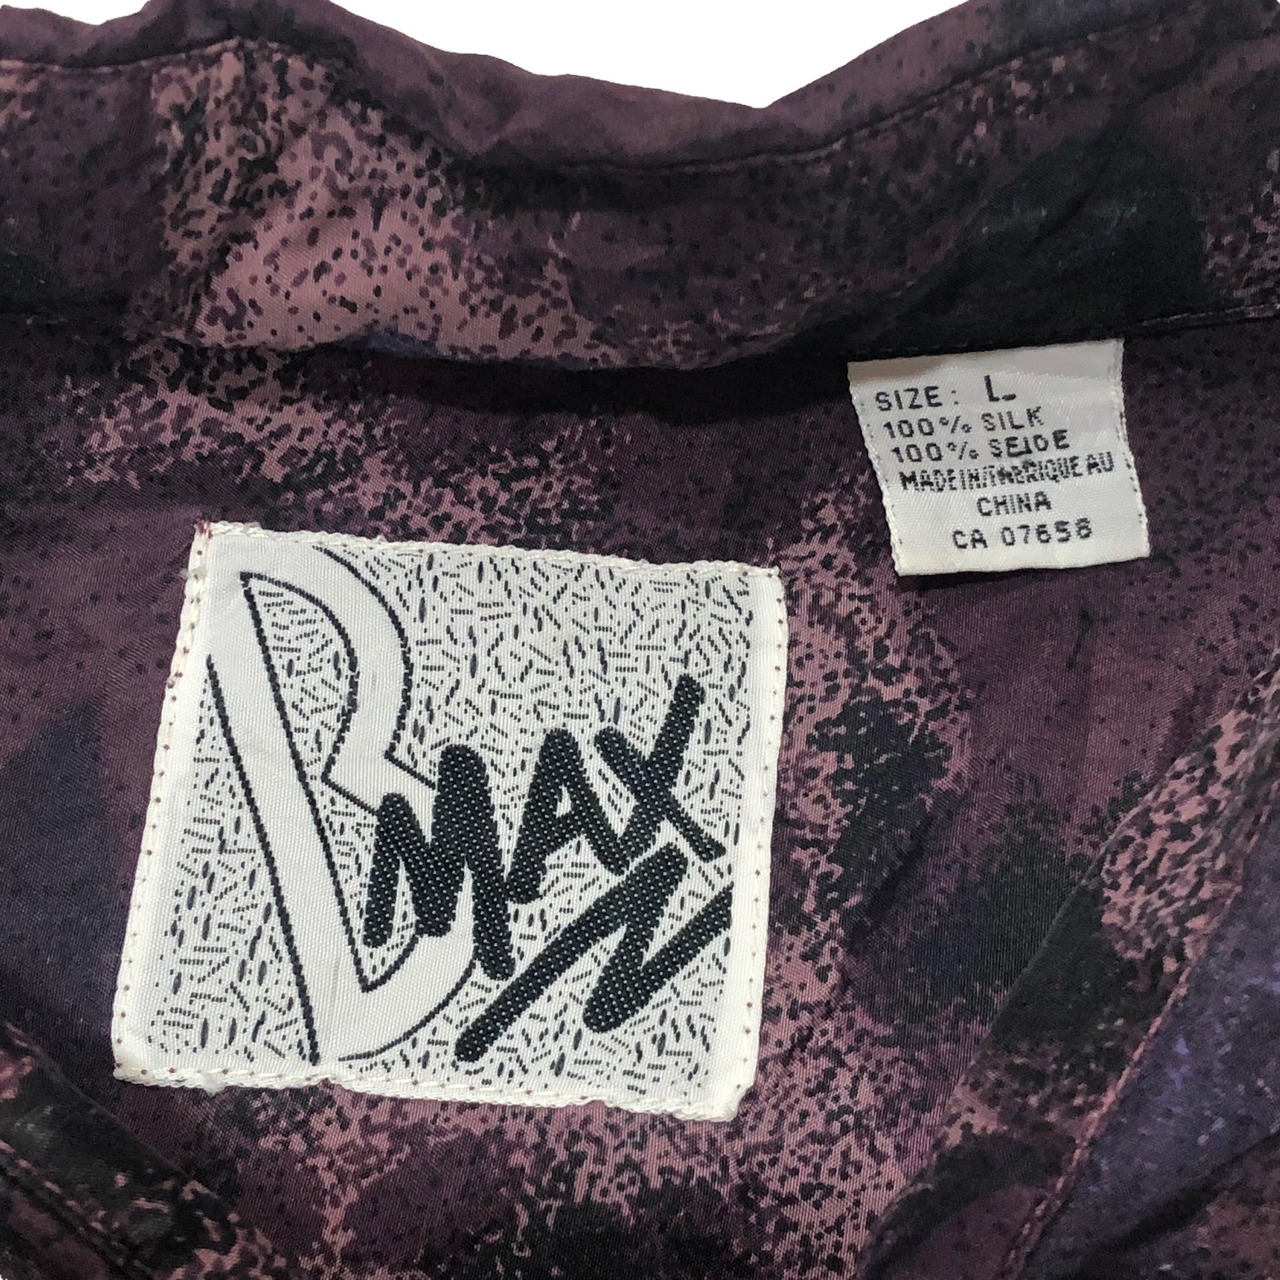 SIZE: L
100% SILK
100% SEIDE
MADE IN/FABRIQUE AU
CHINA
CA 07658
B
MAX